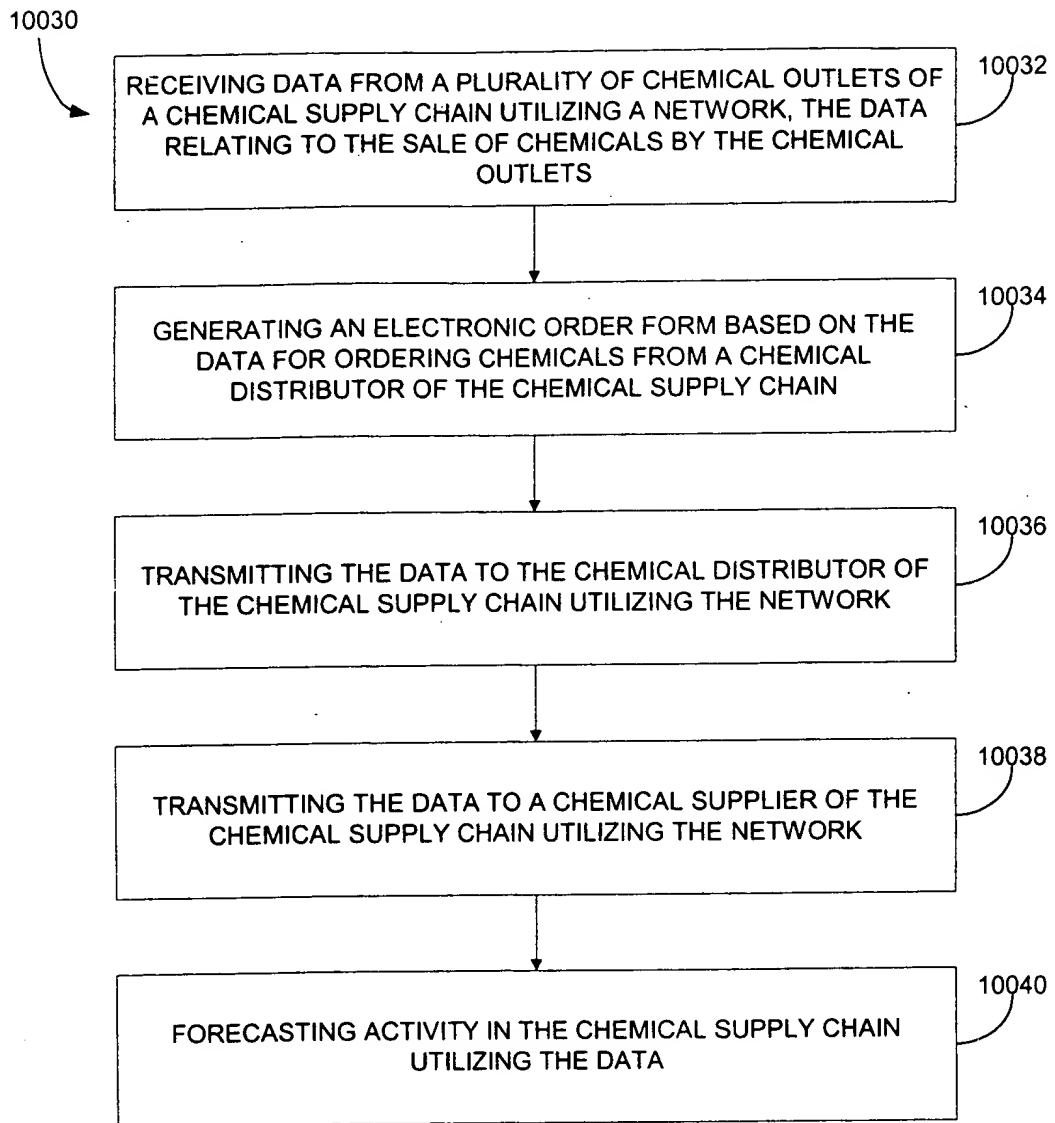 10030
10032
RECEIVING DATA FROM A PLURALITY OF CHEMICAL OUTLETS OF
A CHEMICAL SUPPLY CHAIN UTILIZING A NETWORK, THE DATA
RELATING TO THE SALE OF CHEMICALS BY THE CHEMICAL
OUTLETS
10034
GENERATING AN ELECTRONIC ORDER FORM BASED ON THE
DATA FOR ORDERING CHEMICALS FROM A CHEMICAL
DISTRIBUTOR OF THE CHEMICAL SUPPLY CHAIN
10036
TRANSMITTING THE DATA TO THE CHEMICAL DISTRIBUTOR OF
THE CHEMICAL SUPPLY CHAIN UTILIZING THE NETWORK
10038
TRANSMITTING THE DATA TO A CHEMICAL SUPPLIER OF THE
CHEMICAL SUPPLY CHAIN UTILIZING THE NETWORK
10040
FORECASTING ACTIVITY IN THE CHEMICAL SUPPLY CHAIN
UTILIZING THE DATA